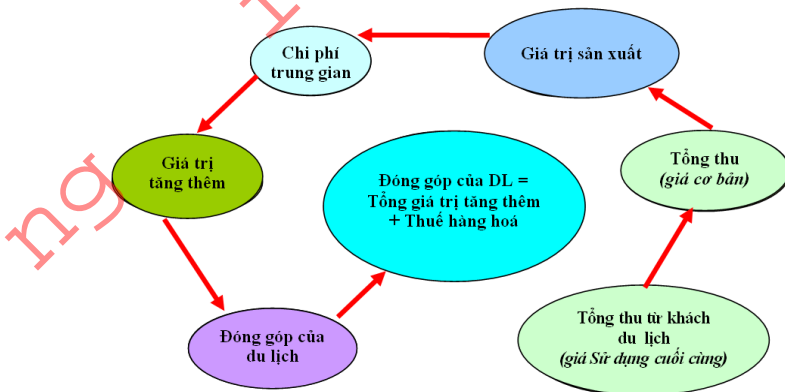 Chi phí
trung gian
Giá trị sản xuất
Giá trị
tăng thêm
Đóng góp của DL =
Tổng giá trị tăng thêm
+ Thuế hàng hoá
Tổng thu
(giá cơ bản)
Đóng góp của
du lịch
Tổng thu từ khách
du lịch
(giá Sử dụng cuối cùng)
ng